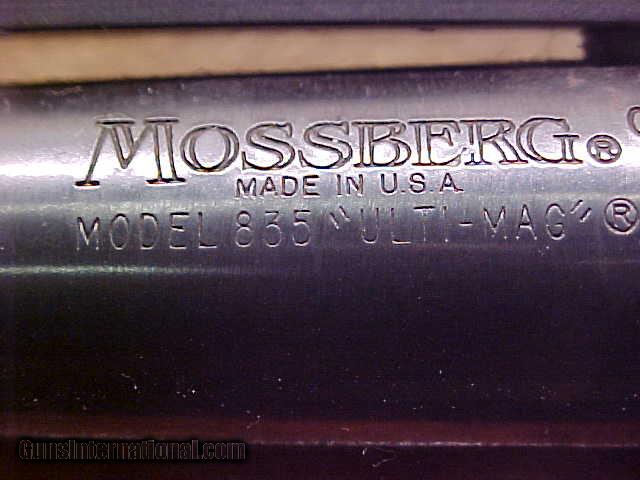 MOSSBERG®
MADE IN U.S.A.
MODEL 835 "ULTI-MAG"®
GunsInternational.com